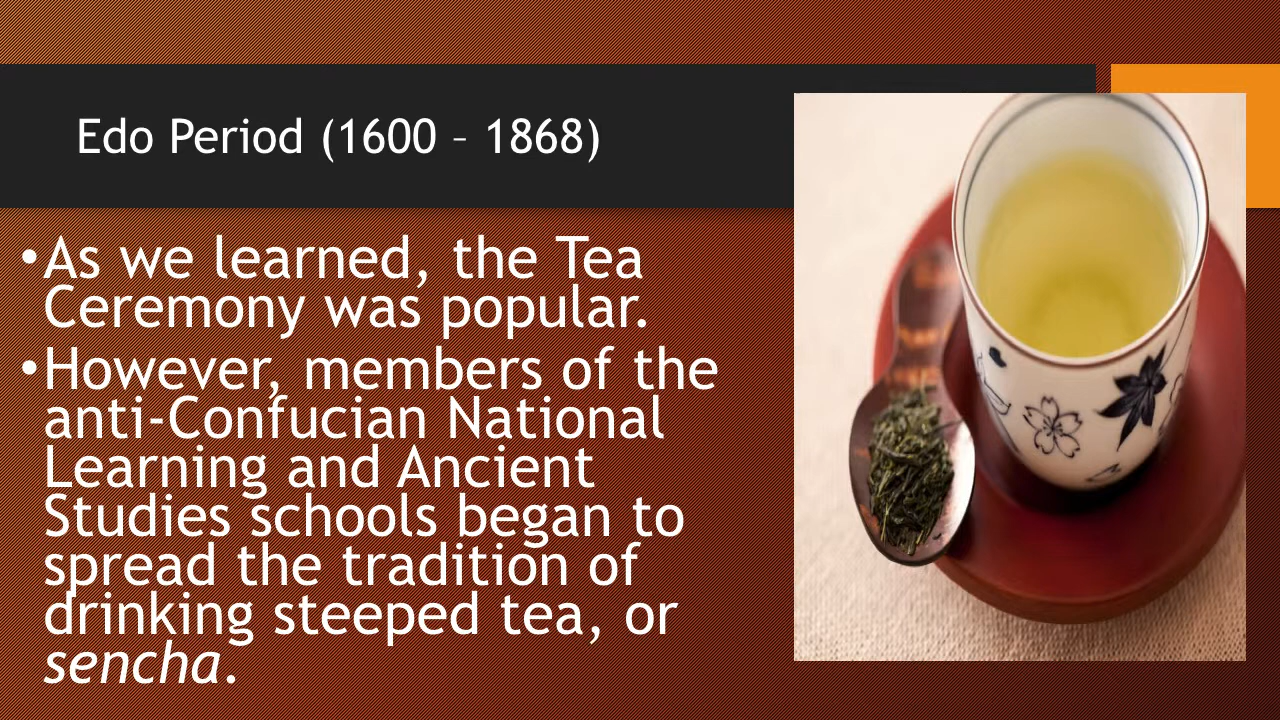 Edo Period (1600 – 1868)
•As we learned, the Tea
Ceremony was popular.
•However, members of the
anti-Confucian National
Learning and Ancient
Studies schools began to
spread the tradition of
drinking steeped tea, or
sencha.